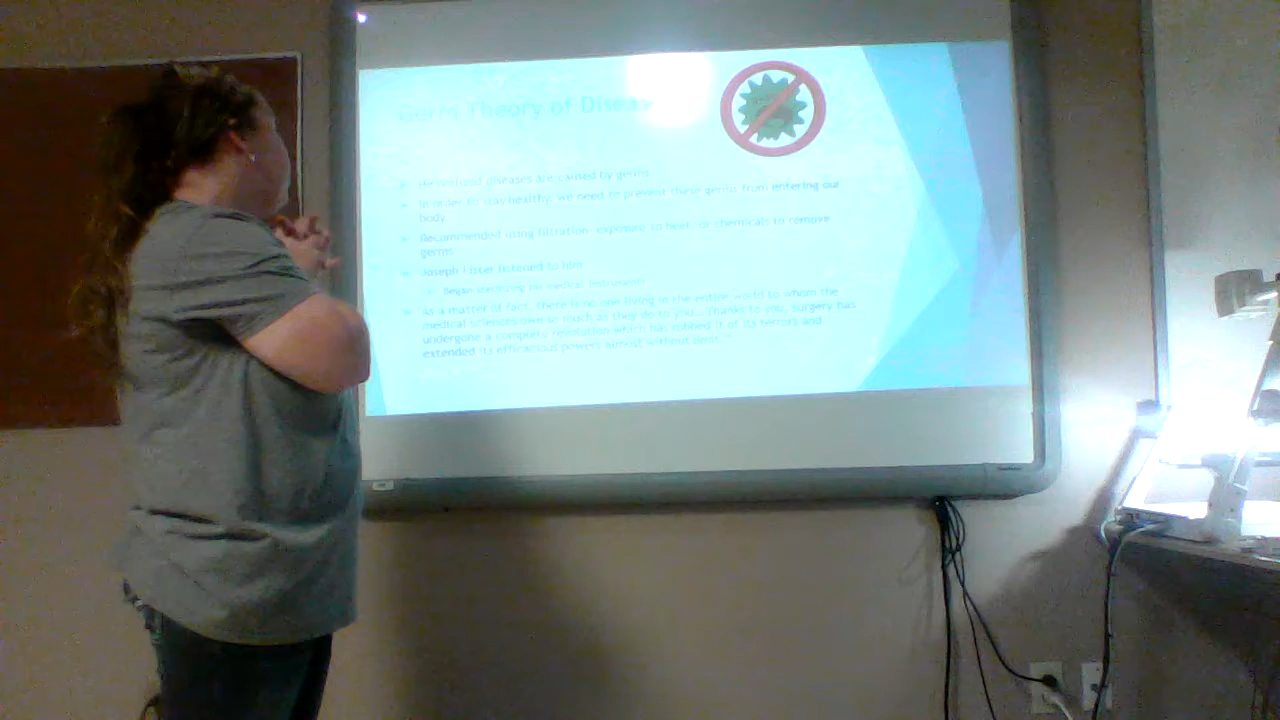 Germ Theory of Disease
diseases are caused by germs.
In order to stay healthy, we need to prevent these germs from entering our
body.
Recommended using filtration, exposure to heat, or chemicals to remove
germs.
Joseph Lister listened to him
Began sterilizing his medical instruments
As a matter of fact, there is no one living in the entire world to whom the
medical sciences owe so much as they do to you...Thanks to you, surgery has
undergone a complete revolution which has robbed it of its terrors and
extended its efficacious powers almost without limit."